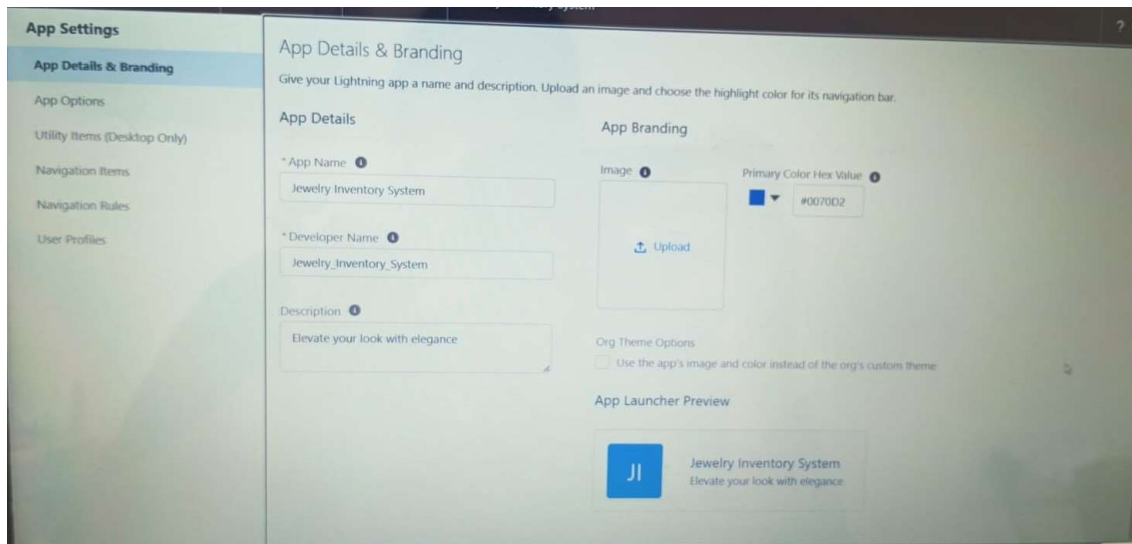 App Settings
App Details & Branding
App Options
Utility Items (Desktop Only)
Navigation Items
Navigation Rules
User Profiles
?
App Details & Branding
Give your Lightning app a name and description. Upload an image and choose the highlight color for its navigation bar.
App Details
* App Name
Jewelry Inventory System
* Developer Name
Jewelry_Inventory_System
Description
Elevate your look with elegance
App Branding
Image
Upload
Primary Color Hex Value
#0070D2
Org Theme Options
Use the app's image and color instead of the org's custom theme
App Launcher Preview
JI
Jewelry Inventory System
Elevate your look with elegance